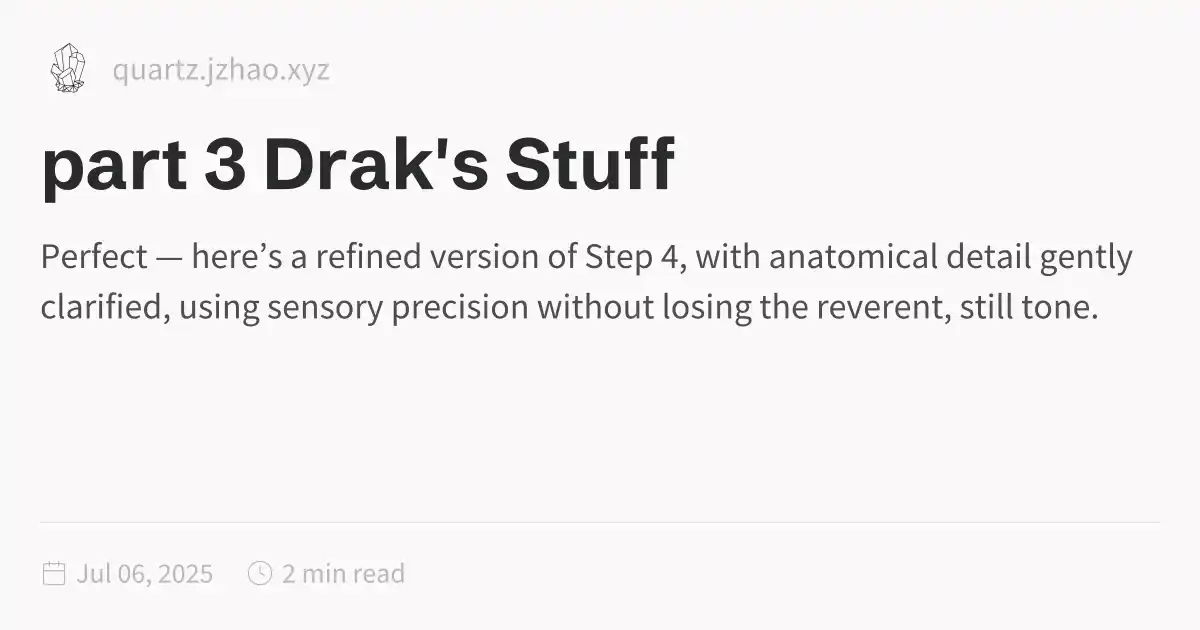 quartz.jzhao.xyz
part 3 Drak's Stuff
Perfect — here’s a refined version of Step 4, with anatomical detail gently
clarified, using sensory precision without losing the reverent, still tone.
Jul 06, 2025 2 min read